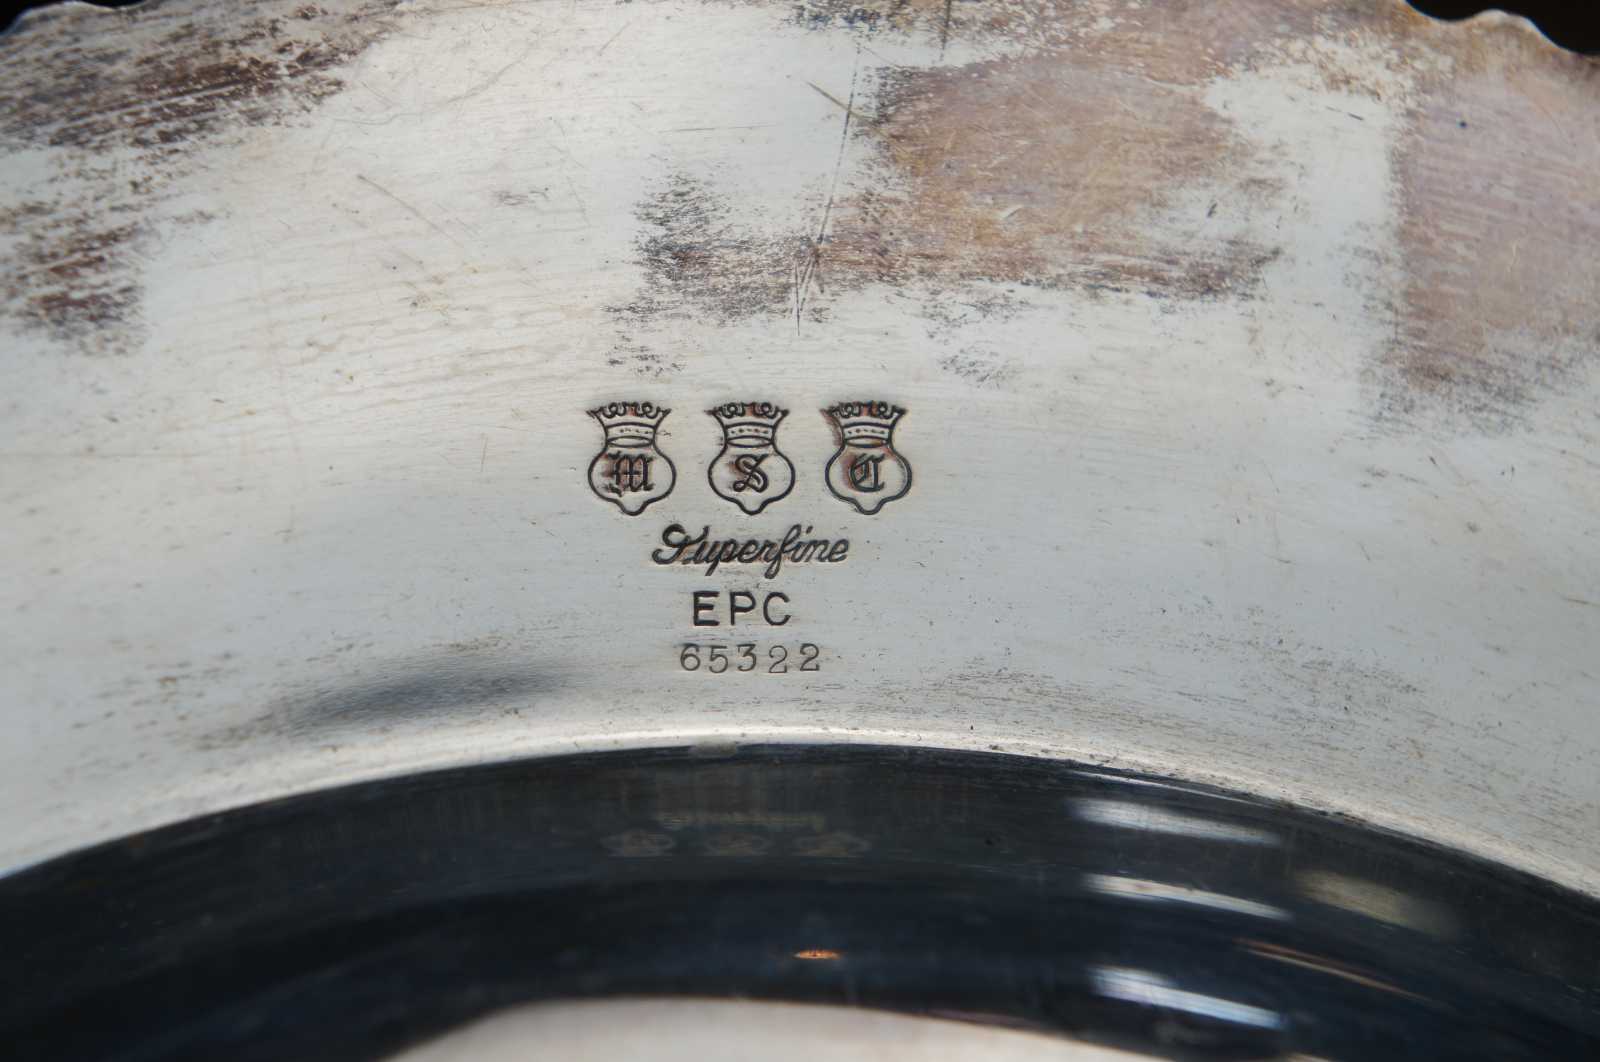 M S C
Superfine
EPC
65322